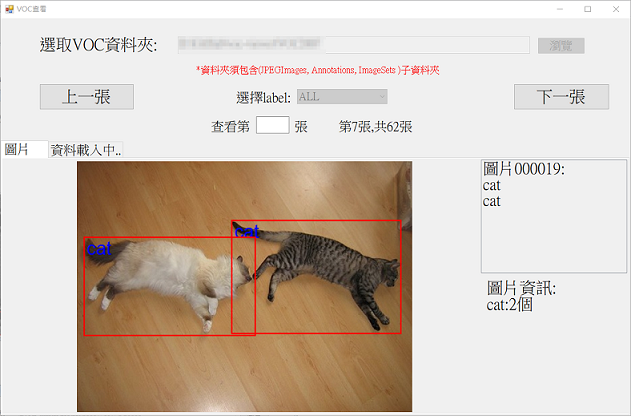 VOC查看
選取VOC資料夾:
瀏覽
*資料夾須包含(JPEGImages, Annotations, ImageSets )子資料夾
上一張
選擇label:
ALL
下一張
查看第
張
第7張,共62張
圖片
資料載入中..
cat
cat
圖片000019:
cat
cat
圖片資訊:
cat:2個